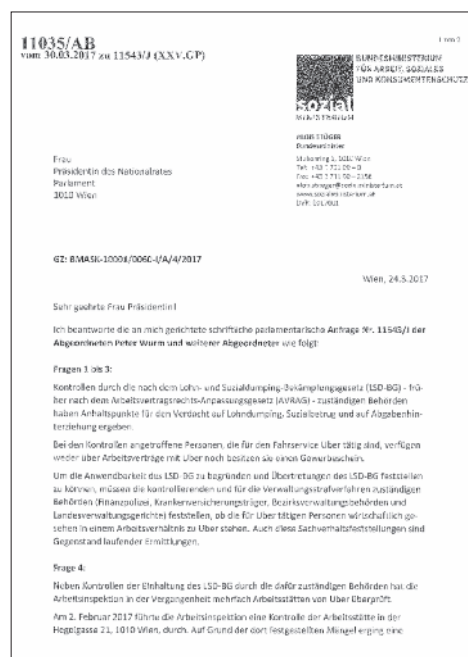 11035/AB
vom 30.03.2017 zu 11543/J (XXV.GP)
BUNDESMINISTERIUM
FÜR ARBEIT, SOZIALES
UND KONSUMENTENSCHUTZ
sozial
Bundesminister
Stubenring 1, 1010 Wien
Frau
Präsidentin des Nationalrates
Parlament
1010 Wien
Wien, 24.3.2017
Sehr geehrte Frau Präsidentin!
Ich beantworte die an mich gerichtete schriftliche parlamentarische Anfrage Nr. 11543/J der
Abgeordneten Peter Wurm und weiterer Abgeordneter wie folgt:
Fragen 1 bis 3:
Kontrollen durch die nach dem Lohn- und Sozialdumping-Bekämpfungsgesetz (LSD-BG) - frü-
her nach dem Arbeitsvertragsrechts-Anpassungsgesetz (AVRAG) - zuständigen Behörden
haben Anhaltspunkte für den Verdacht auf Lohndumping, Sozialbetrug und auf Abgabenhin-
terziehung ergeben.
Bei den Kontrollen angetroffene Personen, die für den Fahrservice Uber tätig sind, verfügen
weder über Arbeitsverträge mit Uber noch besitzen sie einen Gewerbeschein.
Um die Anwendbarkeit des LSD-BG zu begründen und Übertretungen des LSD-BG feststellen
zu können, müssen die kontrollierenden und für die Verwaltungsstrafverfahren zuständigen
Behörden (Finanzpolizei, Krankenversicherungsträger, Bezirksverwaltungsbehörden und
Landesverwaltungsgerichte) feststellen, ob die für Uber tätigen Personen wirtschaftlich ge-
sehen in einem Arbeitsverhältnis zu Uber stehen. Auch diese Sachverhaltsfeststellungen sind
Gegenstand laufender Ermittlungen.
Frage 4:
Neben Kontrollen der Einhaltung des LSD-BG durch die dafür zuständigen Behörden hat die
Arbeitsinspektion in der Vergangenheit mehrfach Arbeitsstätten von Uber überprüft.
Am 2. Februar 2017 führte die Arbeitsinspektion eine Kontrolle der Arbeitsstätte in der
Hegelgasse 21, 1010 Wien, durch. Auf Grund der dort festgestellten Mängel erging eine